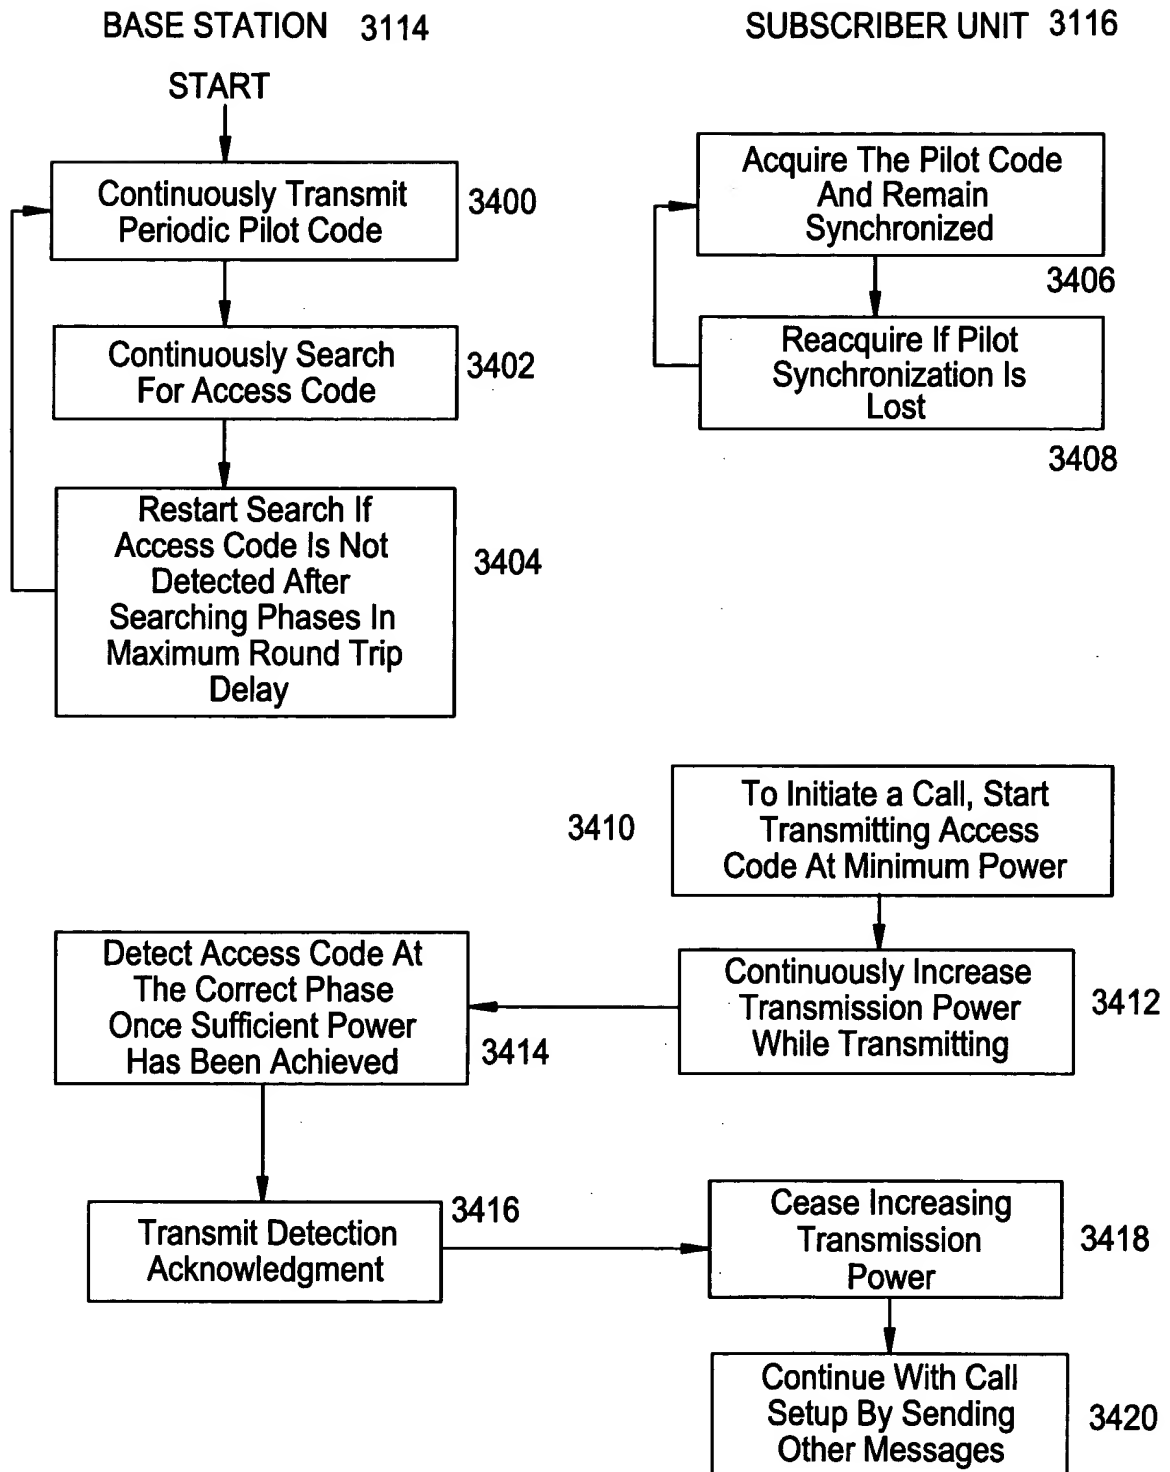 BASE STATION 3114
SUBSCRIBER UNIT 3116
START
Continuously Transmit
Periodic Pilot Code
3400
Acquire The Pilot Code
And Remain
Synchronized
3406
Continuously Search
For Access Code
3402
Reacquire If Pilot
Synchronization Is
Lost
3408
Restart Search If
Access Code Is Not
Detected After
Searching Phases In
Maximum Round Trip
Delay
3404
3410
To Initiate a Call, Start
Transmitting Access
Code At Minimum Power
Continuously Increase
Transmission Power
While Transmitting
3412
Detect Access Code At
The Correct Phase
Once Sufficient Power
Has Been Achieved
3414
Transmit Detection
Acknowledgment
3416
Cease Increasing
Transmission
Power
3418
Continue With Call
Setup By Sending
Other Messages
3420